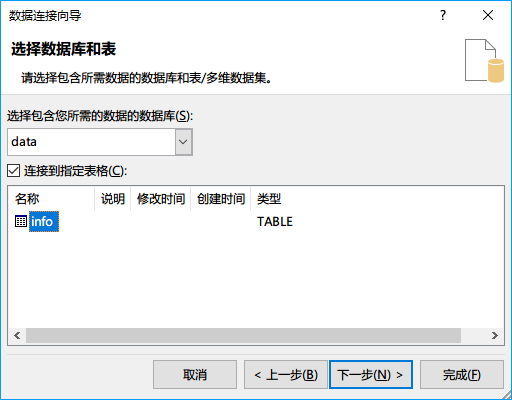 数据连接向导
选择数据库和表
请选择包含所需数据的数据库和表/多维数据集。
选择包含您所需的数据的数据库(S):
data
连接到指定表格(C):
名称 说明 修改时间 创建时间 类型
info TABLE
取消 < 上一步(B) 下一步(N) > 完成(F)